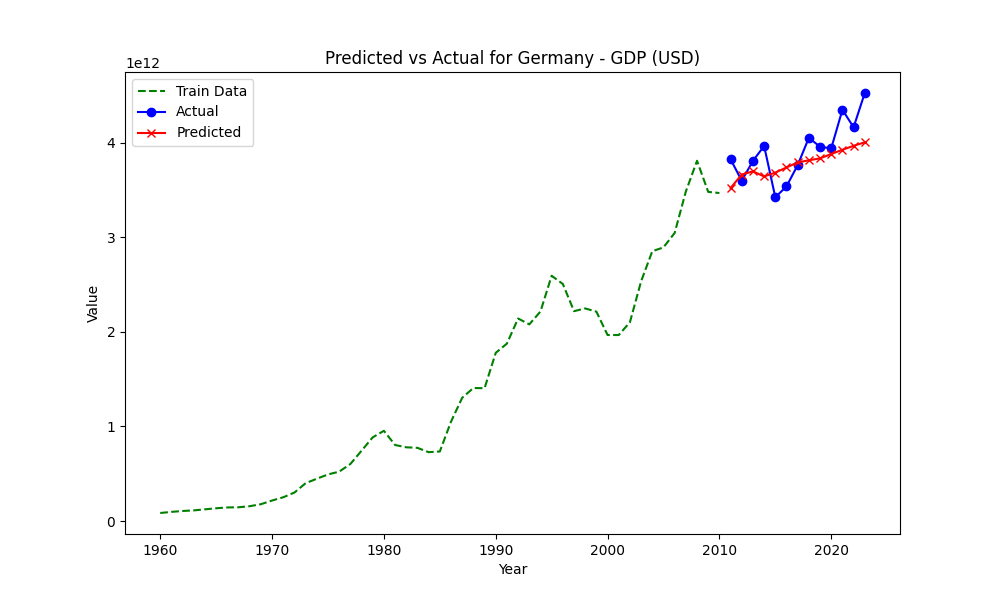 Predicted vs Actual for Germany - GDP (USD)
1e12
Train Data
Actual
Predicted
4
3
2
1
0
Value
1960 1970 1980 1990 2000 2010 2020
Year